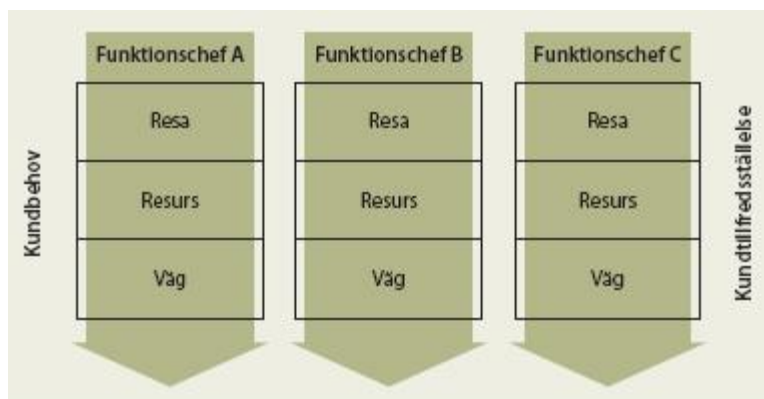 Kundbehov
Funktionschef A
Resa
Resurs
Väg
Funktionschef B
Resa
Resurs
Väg
Funktionschef C
Resa
Resurs
Väg
Kundtillfredsställelse